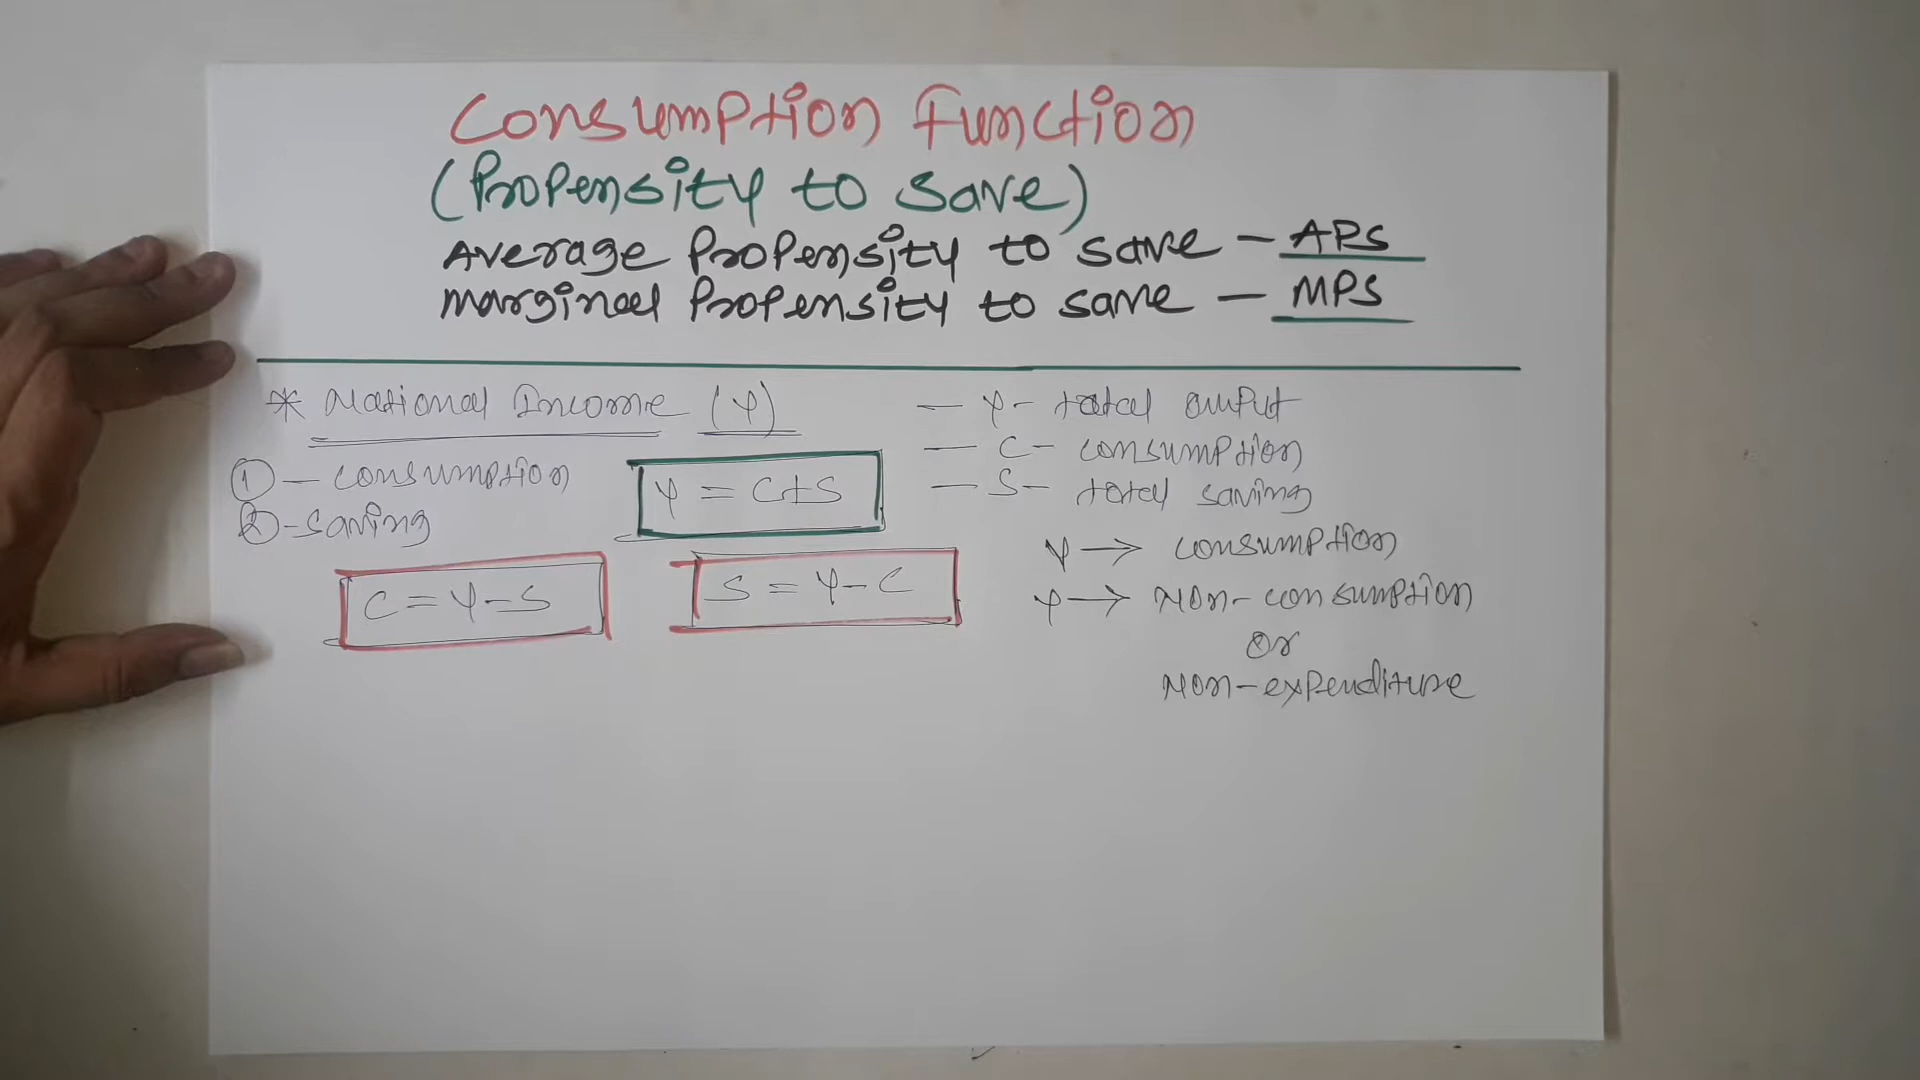 Consumption Function
(Propensity to save)
Average Propensity to save - APS
Marginal Propensity to save - MPS
* National Income (Y)
① - consumption
② - Saving
Y = C+S
C = Y-S
S = Y-C
- Y - total output
- C - consumption
- S - total saving
Y → consumption
Y → Non-consumption
Or
Non-expenditure